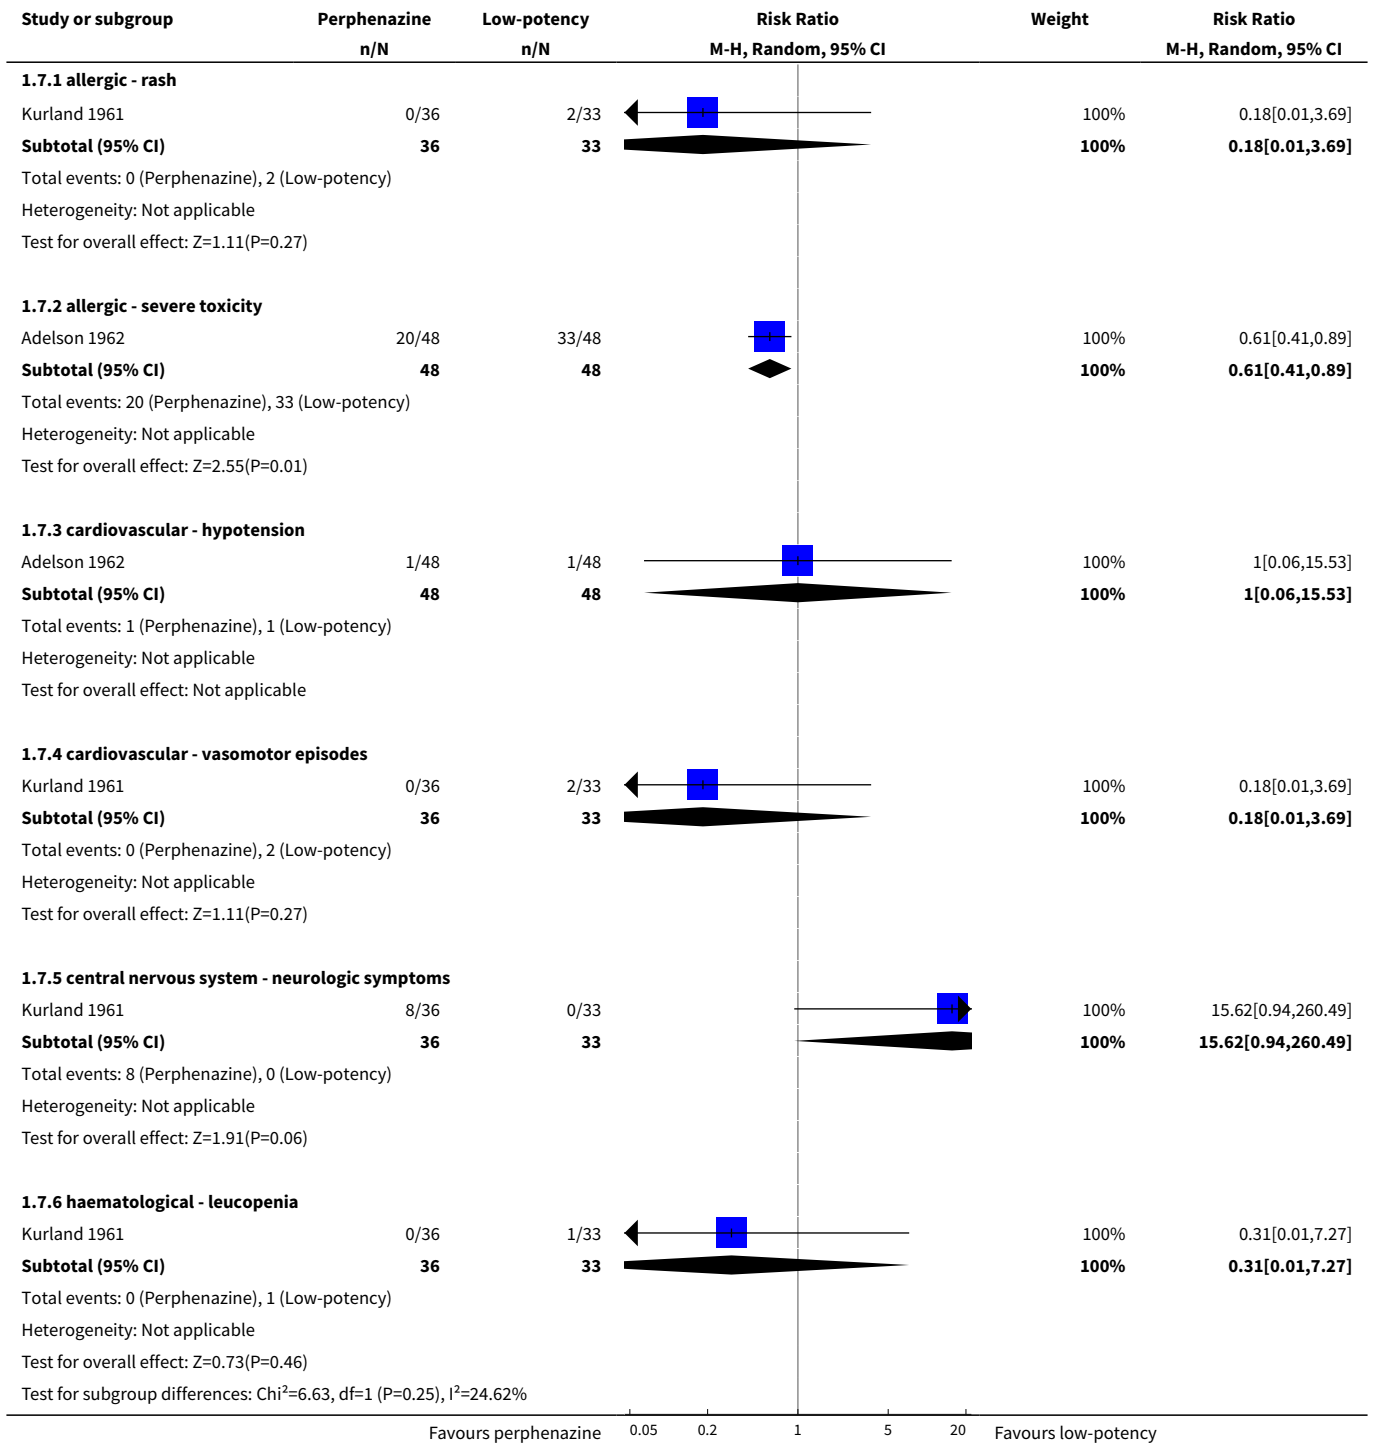 Study or subgroup Perphenazine Low-potency Risk Ratio Weight Risk Ratio
n/N n/N M-H, Random, 95% CI M-H, Random, 95% CI
1.7.1 allergic - rash
Kurland 1961 0/36 2/33 100% 0.18[0.01,3.69]
Subtotal (95% CI) 36 33 100% 0.18[0.01,3.69]
Total events: 0 (Perphenazine), 2 (Low-potency)
Heterogeneity: Not applicable
Test for overall effect: Z=1.11(P=0.27)
1.7.2 allergic - severe toxicity
Adelson 1962 20/48 33/48 100% 0.61[0.41,0.89]
Subtotal (95% CI) 48 48 100% 0.61[0.41,0.89]
Total events: 20 (Perphenazine), 33 (Low-potency)
Heterogeneity: Not applicable
Test for overall effect: Z=2.55(P=0.01)
1.7.3 cardiovascular - hypotension
Adelson 1962 1/48 1/48 100% 1[0.06,15.53]
Subtotal (95% CI) 48 48 100% 1[0.06,15.53]
Total events: 1 (Perphenazine), 1 (Low-potency)
Heterogeneity: Not applicable
Test for overall effect: Not applicable
1.7.4 cardiovascular - vasomotor episodes
Kurland 1961 0/36 2/33 100% 0.18[0.01,3.69]
Subtotal (95% CI) 36 33 100% 0.18[0.01,3.69]
Total events: 0 (Perphenazine), 2 (Low-potency)
Heterogeneity: Not applicable
Test for overall effect: Z=1.11(P=0.27)
1.7.5 central nervous system - neurologic symptoms
Kurland 1961 8/36 0/33 100% 15.62[0.94,260.49]
Subtotal (95% CI) 36 33 100% 15.62[0.94,260.49]
Total events: 8 (Perphenazine), 0 (Low-potency)
Heterogeneity: Not applicable
Test for overall effect: Z=1.91(P=0.06)
1.7.6 haematological - leucopenia
Kurland 1961 0/36 1/33 100% 0.31[0.01,7.27]
Subtotal (95% CI) 36 33 100% 0.31[0.01,7.27]
Total events: 0 (Perphenazine), 1 (Low-potency)
Heterogeneity: Not applicable
Test for overall effect: Z=0.73(P=0.46)
Test for subgroup differences: Chi²=6.63, df=1 (P=0.25), I²=24.62%
Favours perphenazine 0.05 0.2 1 5 20 Favours low-potency